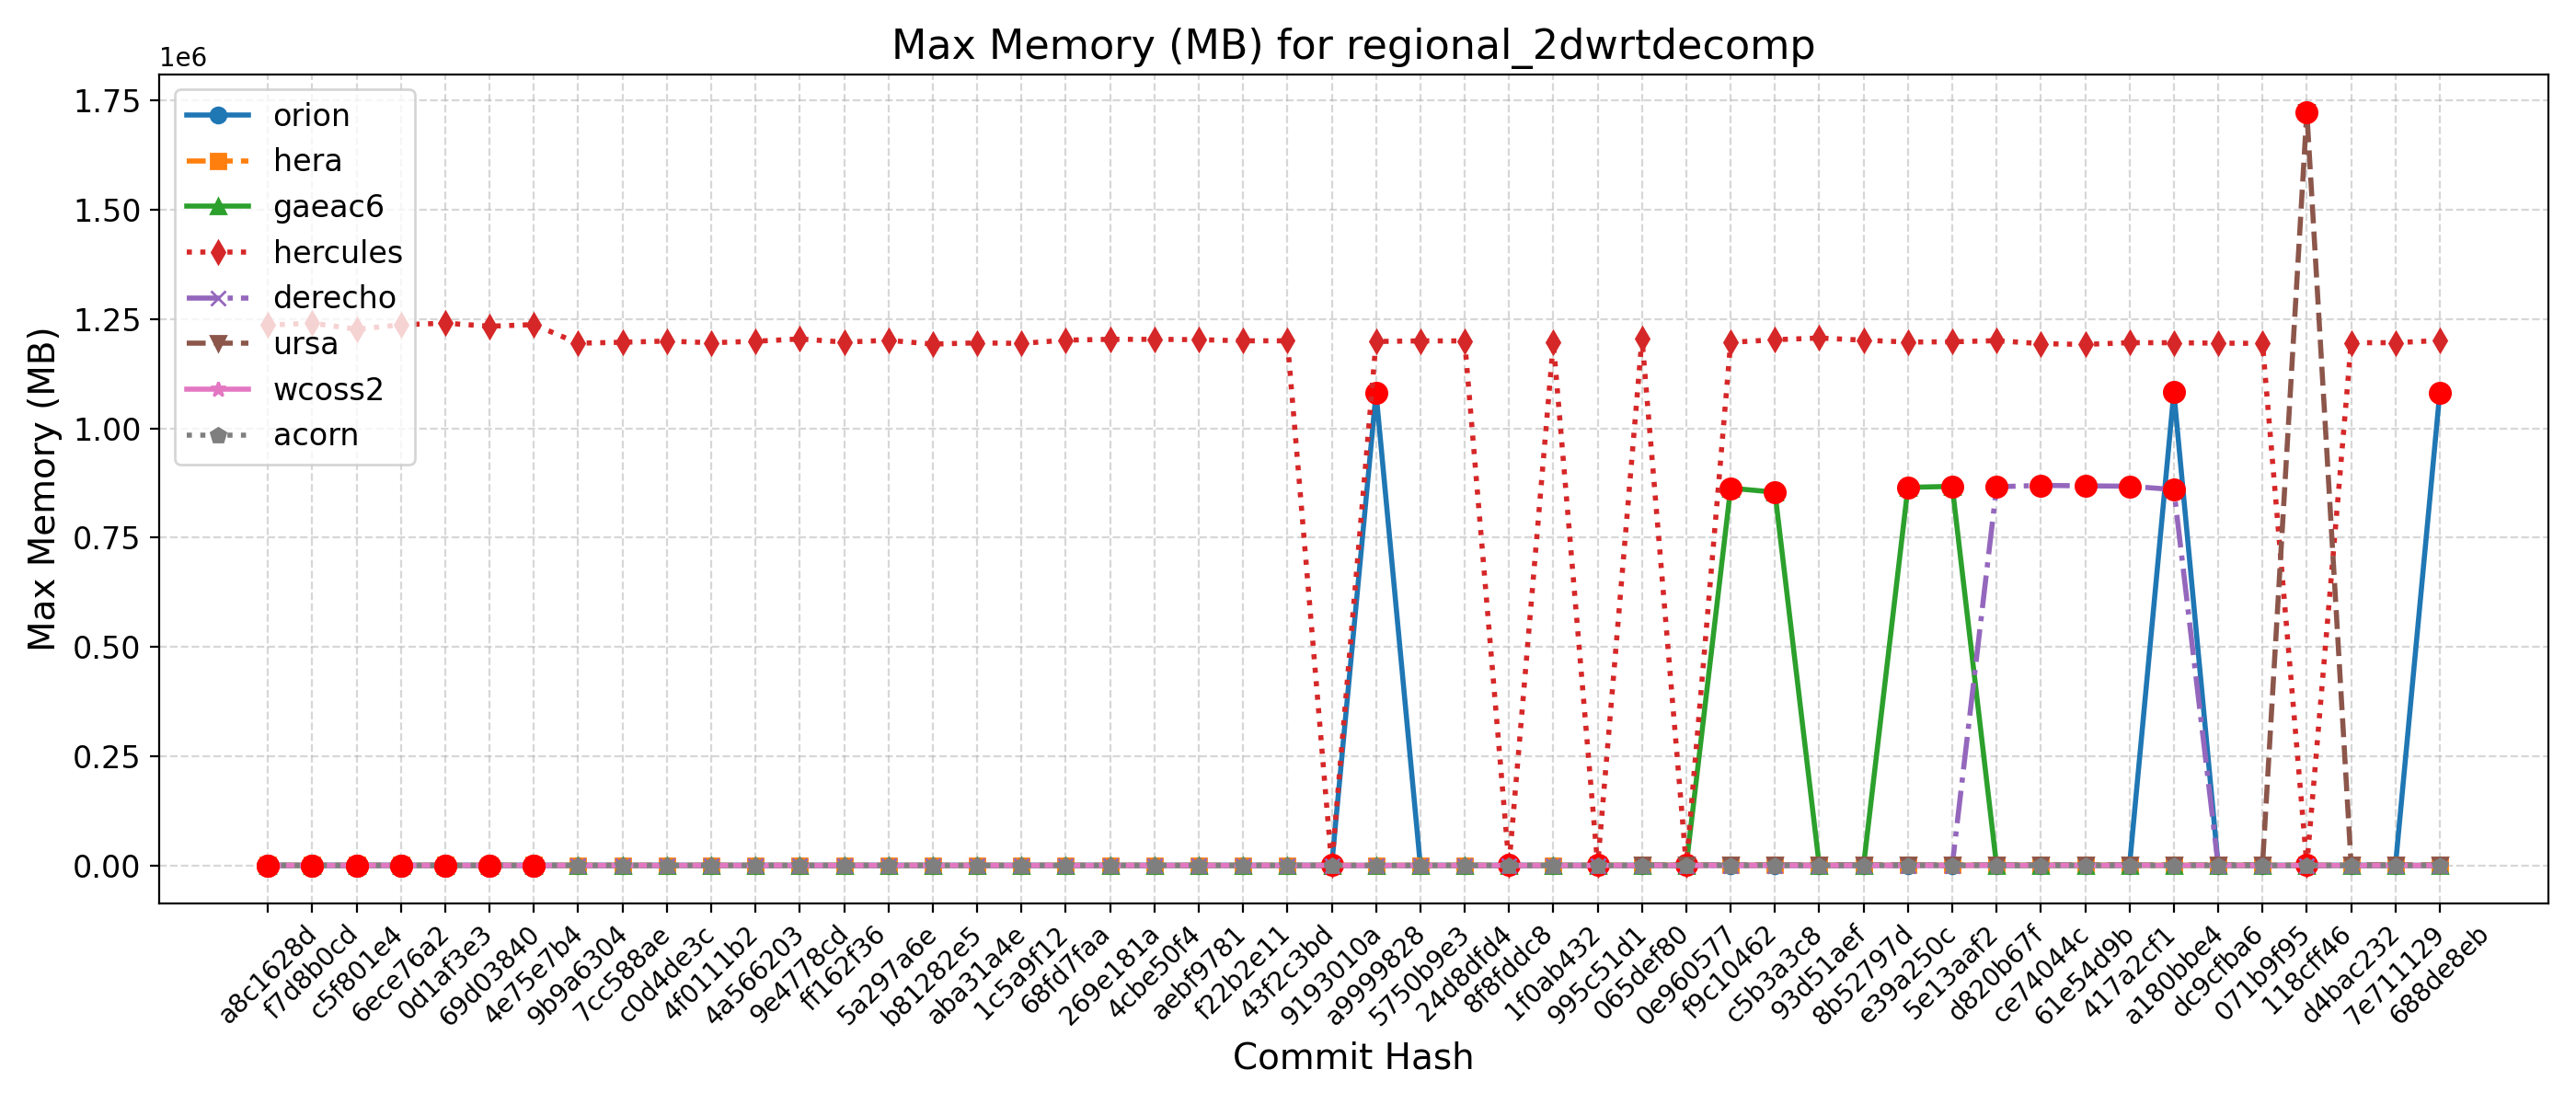 Max Memory (MB) for regional_2dwrtdecomp
1e6
1.75
1.50
1.25
1.00
0.75
0.50
0.25
0.00
Max Memory (MB)
orion
hera
gaeac6
hercules
derecho
ursa
wcoss2
acorn
a8c1628d
f7d8b0cd
c5f801e4
6ece76a2
0d1af3e3
69d03840
4e75e7b4
9b9a6304
7cc588ae
c0d4de3c
4f0111b2
4a566203
9e4778cd
ff162f36
5a297a6e
b81282e5
aba31a4e
1c5a9f12
68fd7faa
269e181a
4cbe50f4
aebf9781
f22b2e11
43f2c3bd
9193010a
a9999828
5750b9e3
24d8dfd4
8f8fddc8
1f0ab432
995c51d1
065def80
0e960577
f9c10462
c5b3a3c8
93d51aef
8b52797d
e39a250c
5e13aaf2
d820b67f
ce74044c
61e54d9b
417a2cf1
a180bbe4
dc9cfba6
071b9f95
118cff46
d4bac232
7e711129
688de8eb
Commit Hash